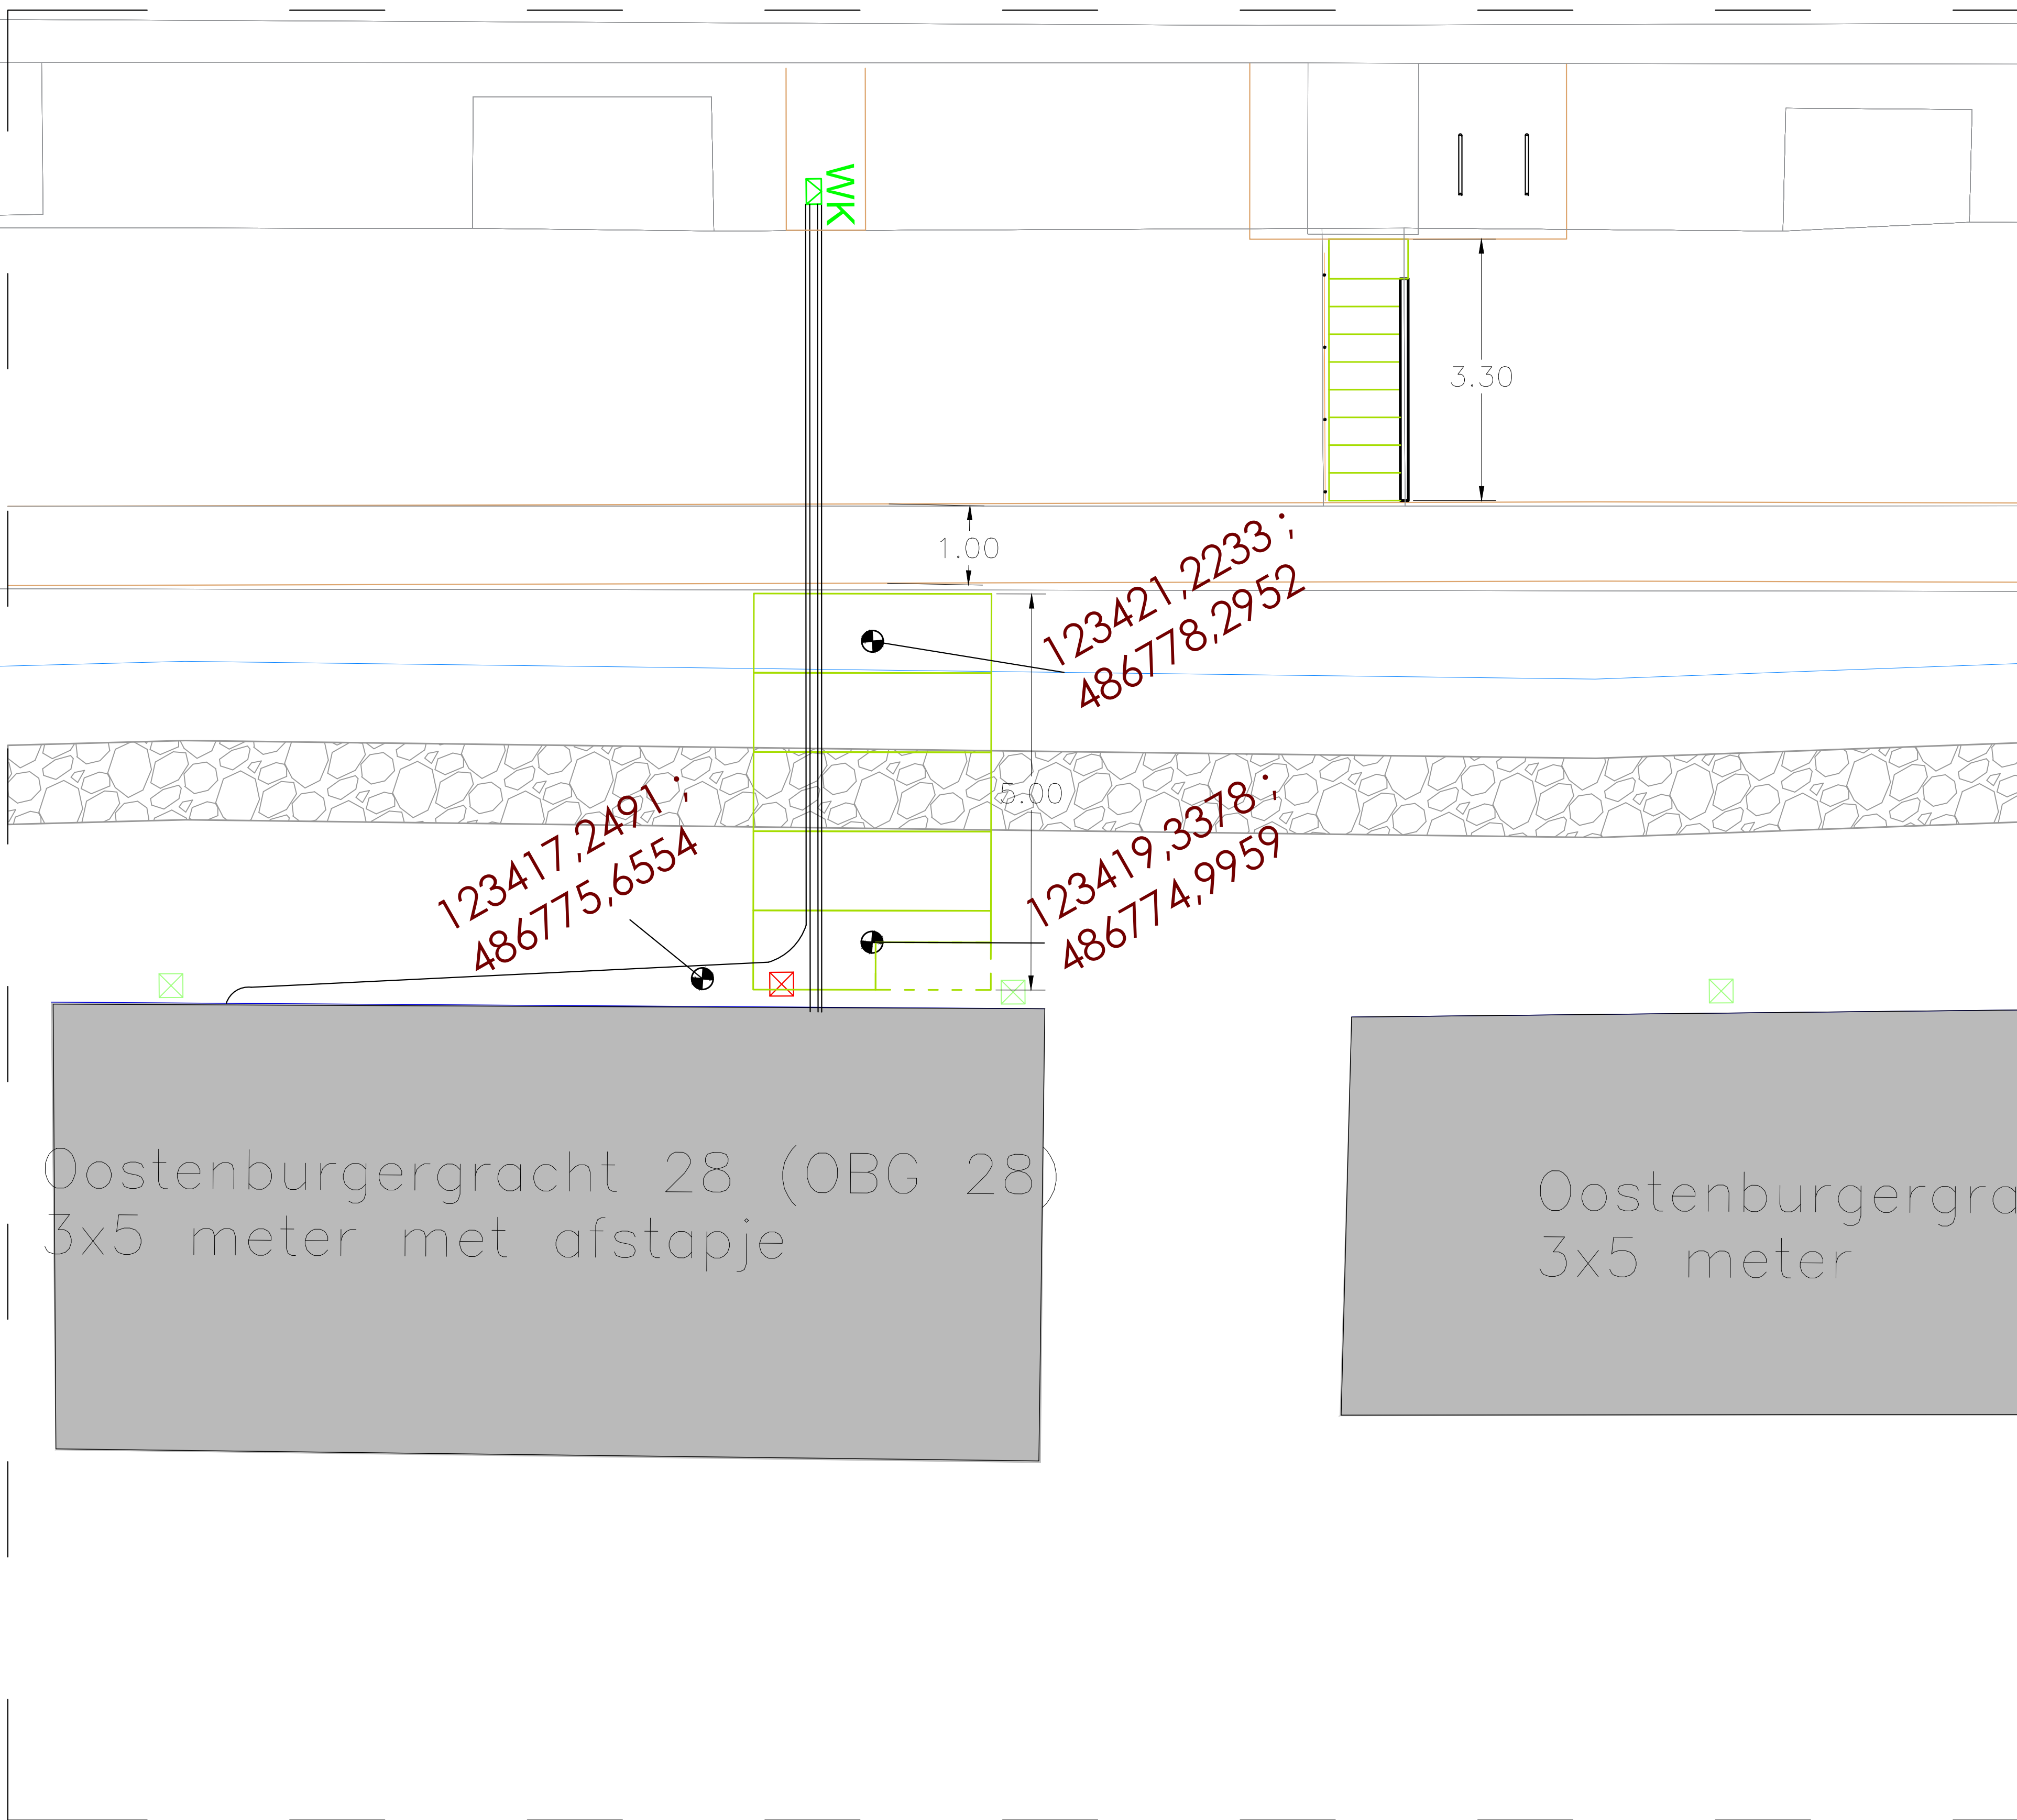 WK
3.30
1.00
123421,2233 ;
486778,2952
5.00
123417,2491 ;
486775,6554
123419,3378 ;
486774,9959
Oostenburgergracht 28 (OBG 28)
3x5 meter met afstapje
Oostenburgergra
3x5 meter